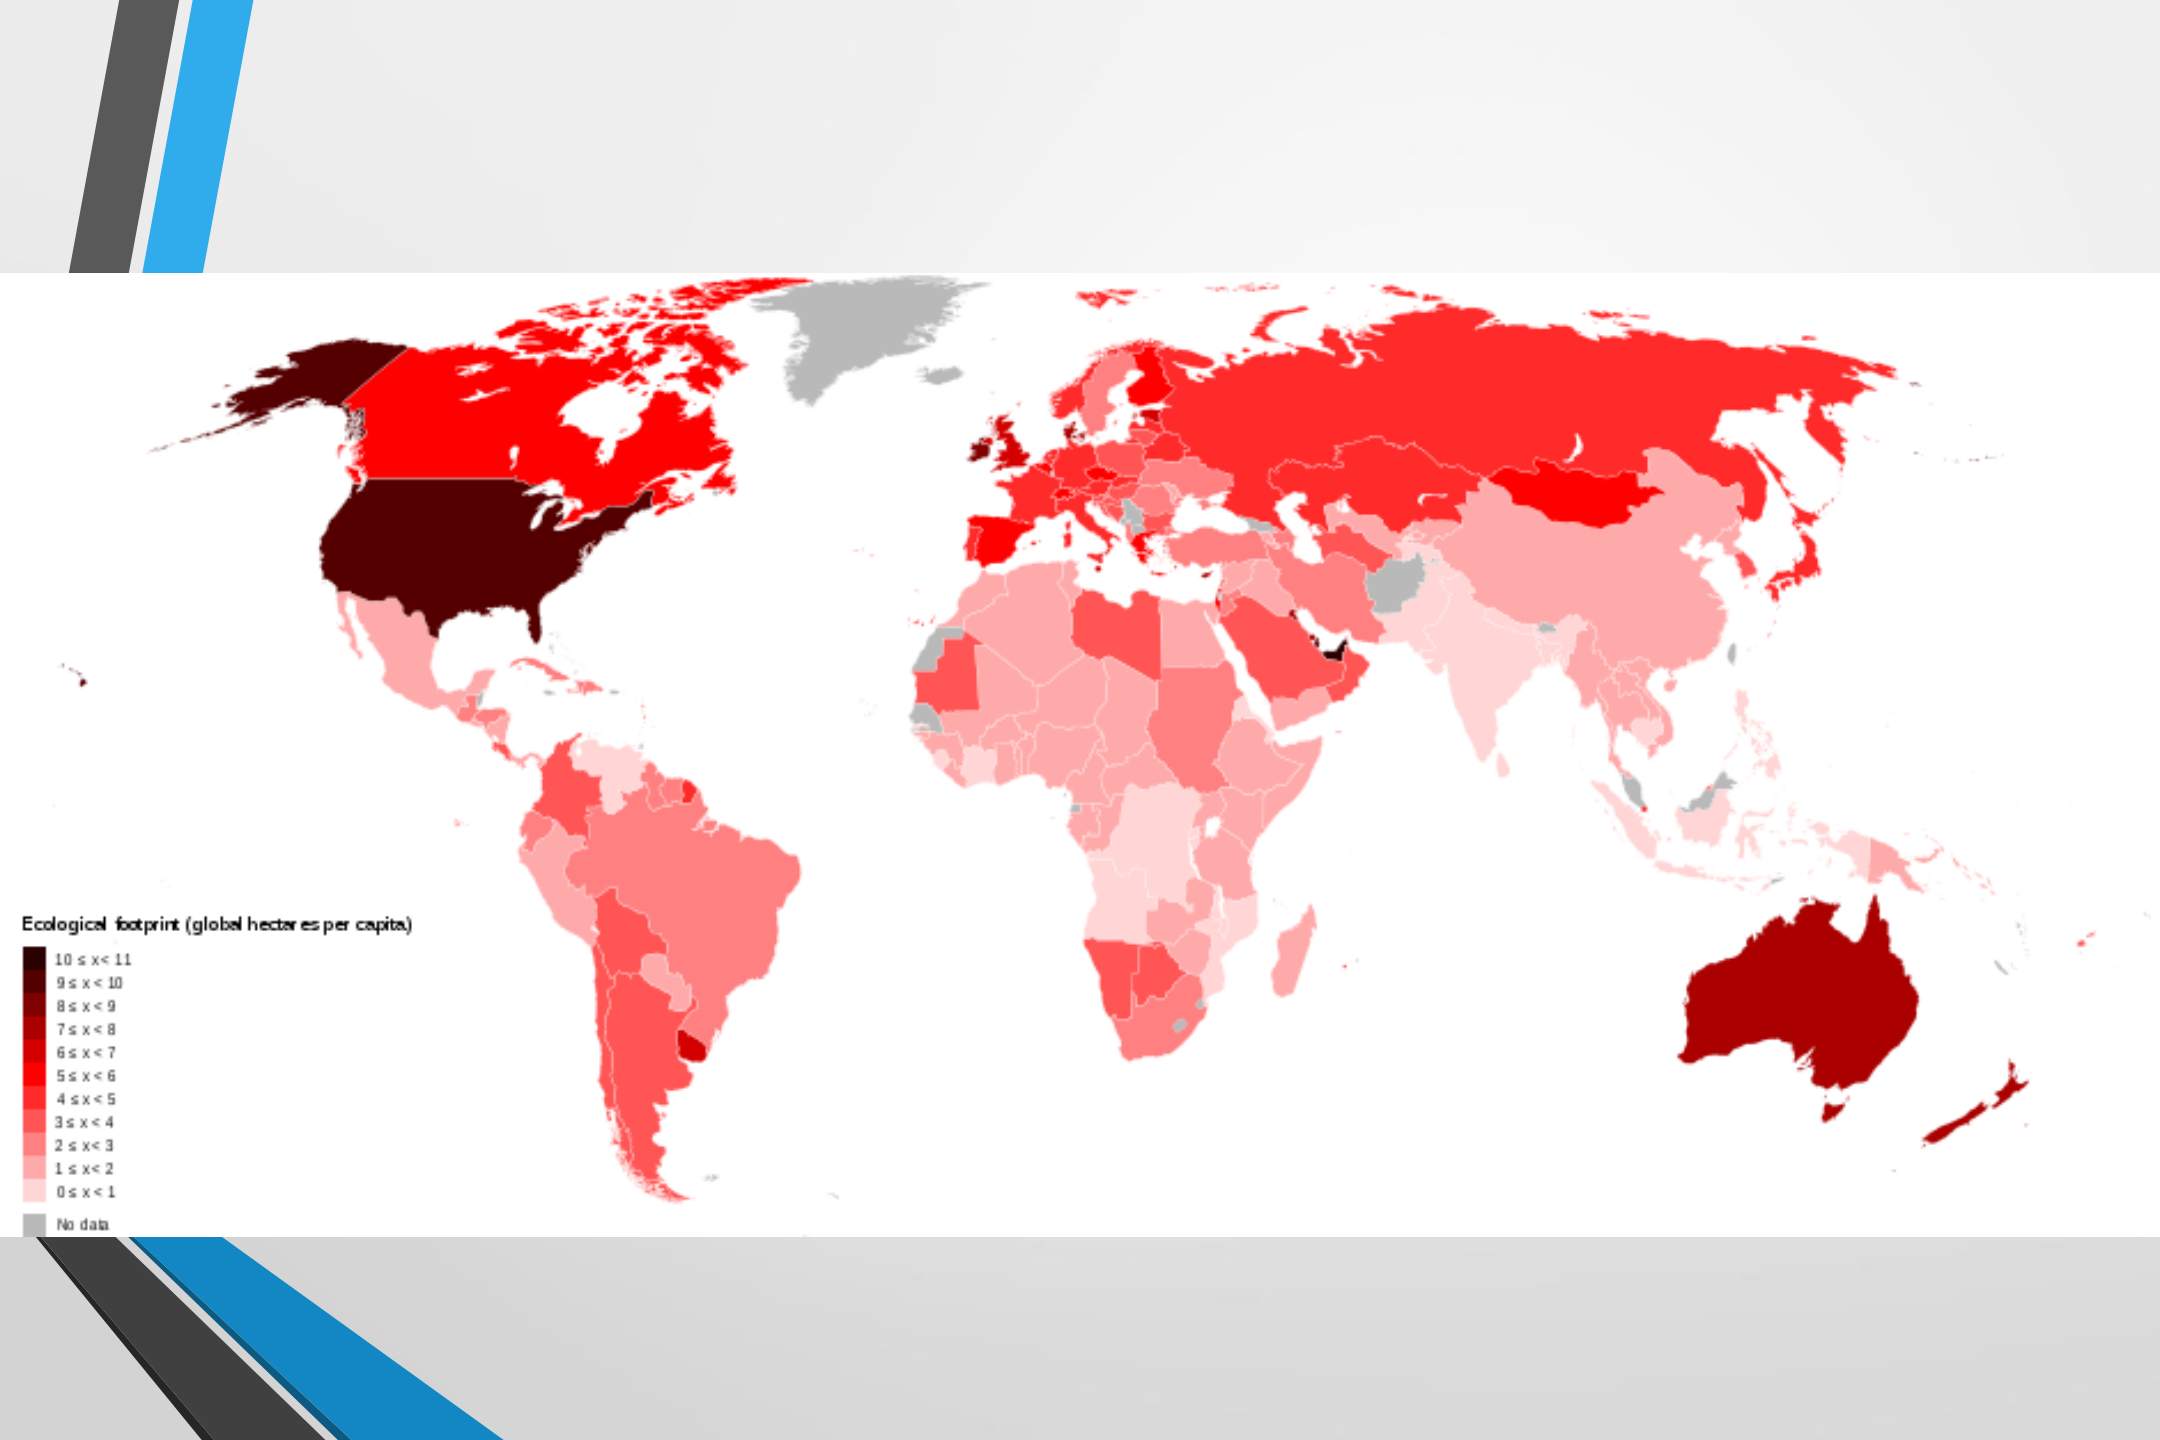 Ecological footprint (global hectares per capita)
10 ≤ x < 11
9 ≤ x < 10
8 ≤ x < 9
7 ≤ x < 8
6 ≤ x < 7
5 ≤ x < 6
4 ≤ x < 5
3 ≤ x < 4
2 ≤ x < 3
1 ≤ x < 2
0 ≤ x < 1
No data